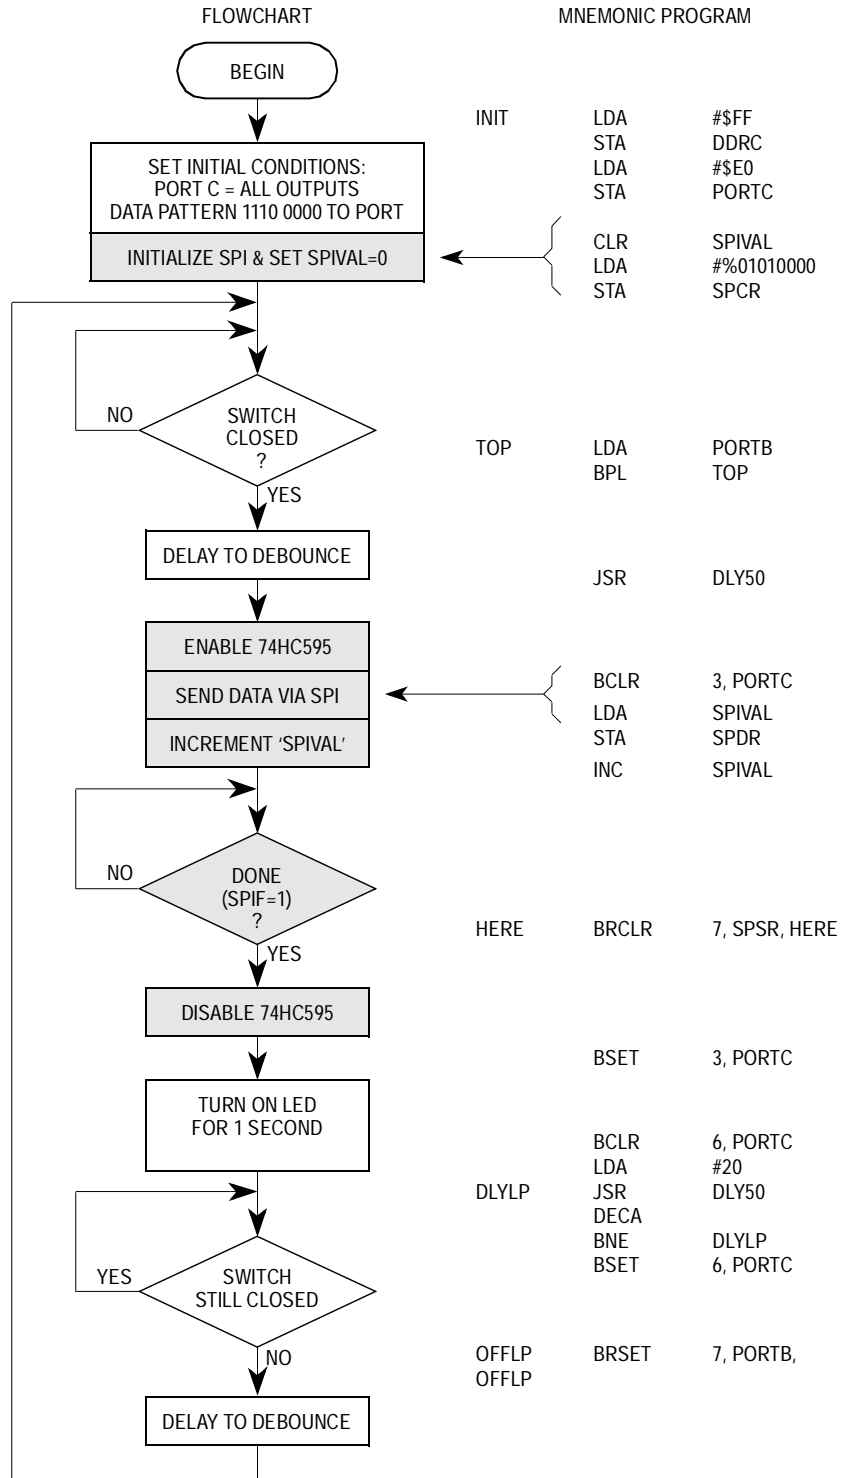 FLOWCHART
MNEMONIC PROGRAM
BEGIN
SET INITIAL CONDITIONS:
PORT C = ALL OUTPUTS
DATA PATTERN 1110 0000 TO PORT
INITIALIZE SPI & SET SPIVAL=0
NO
SWITCH
CLOSED
?
YES
DELAY TO DEBOUNCE
ENABLE 74HC595
SEND DATA VIA SPI
INCREMENT ‘SPIVAL’
NO
DONE
(SPIF=1)
?
YES
DISABLE 74HC595
TURN ON LED
FOR 1 SECOND
YES
SWITCH
STILL CLOSED
NO
DELAY TO DEBOUNCE
INIT LDA #$FF
STA DDRC
LDA #$E0
STA PORTC
CLR SPIVAL
LDA #%01010000
STA SPCR
TOP LDA PORTB
BPL TOP
JSR DLY50
BCLR 3, PORTC
LDA SPIVAL
STA SPDR
INC SPIVAL
HERE BRCLR 7, SPSR, HERE
BSET 3, PORTC
BCLR 6, PORTC
LDA #20
DLYLP JSR DLY50
DECA
BNE DLYLP
BSET 6, PORTC
OFFLP BRSET 7, PORTB,
OFFLP